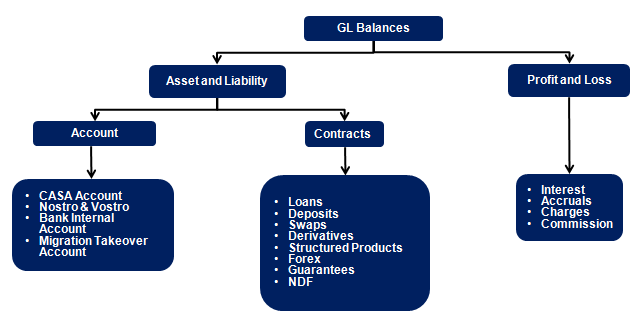 GL Balances
Asset and Liability
Profit and Loss
Account
Contracts
• CASA Account
• Nostro & Vostro
• Bank Internal
Account
• Migration Takeover
Account
• Loans
• Deposits
• Swaps
• Derivatives
• Structured Products
• Forex
• Guarantees
• NDF
• Interest
• Accruals
• Charges
• Commission